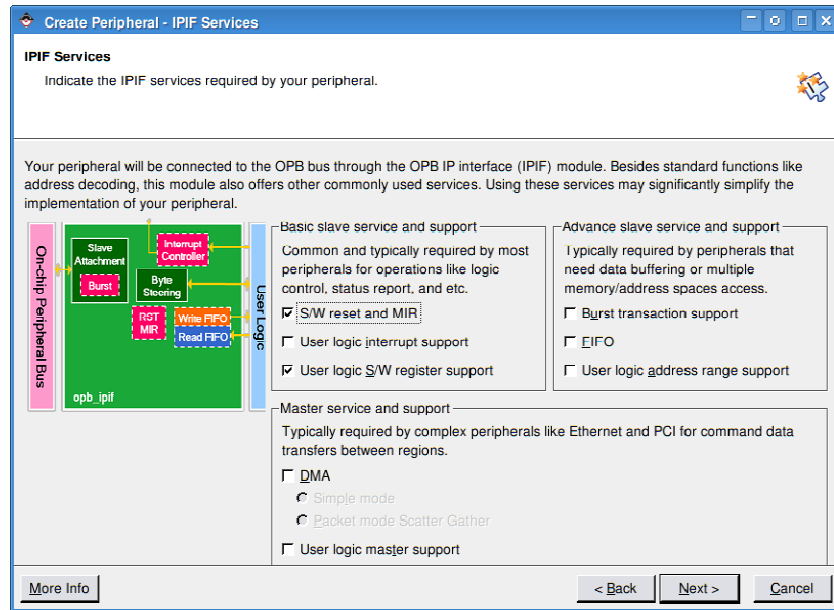 Create Peripheral - IPIF Services
IPIF Services
Indicate the IPIF services required by your peripheral.
Your peripheral will be connected to the OPB bus through the OPB IP interface (IPIF) module. Besides standard functions like
address decoding, this module also offers other commonly used services. Using these services may significantly simplify the
implementation of your peripheral.
On-chip Peripheral Bus
Slave
Attachment
Burst
Interrupt
Controller
Byte
Steering
RST
MIR
Write FIFO
Read FIFO
opb_ipif
User Logic
Basic slave service and support
Common and typically required by most
peripherals for operations like logic
control, status report, and etc.
S/W reset and MIR
User logic interrupt support
User logic S/W register support
Advance slave service and support
Typically required by peripherals that
need data buffering or multiple
memory/address spaces access.
Burst transaction support
FIFO
User logic address range support
Master service and support
Typically required by complex peripherals like Ethernet and PCI for command data
transfers between regions.
DMA
Simple mode
Packet mode Scatter Gather
User logic master support
More Info
< Back
Next >
Cancel